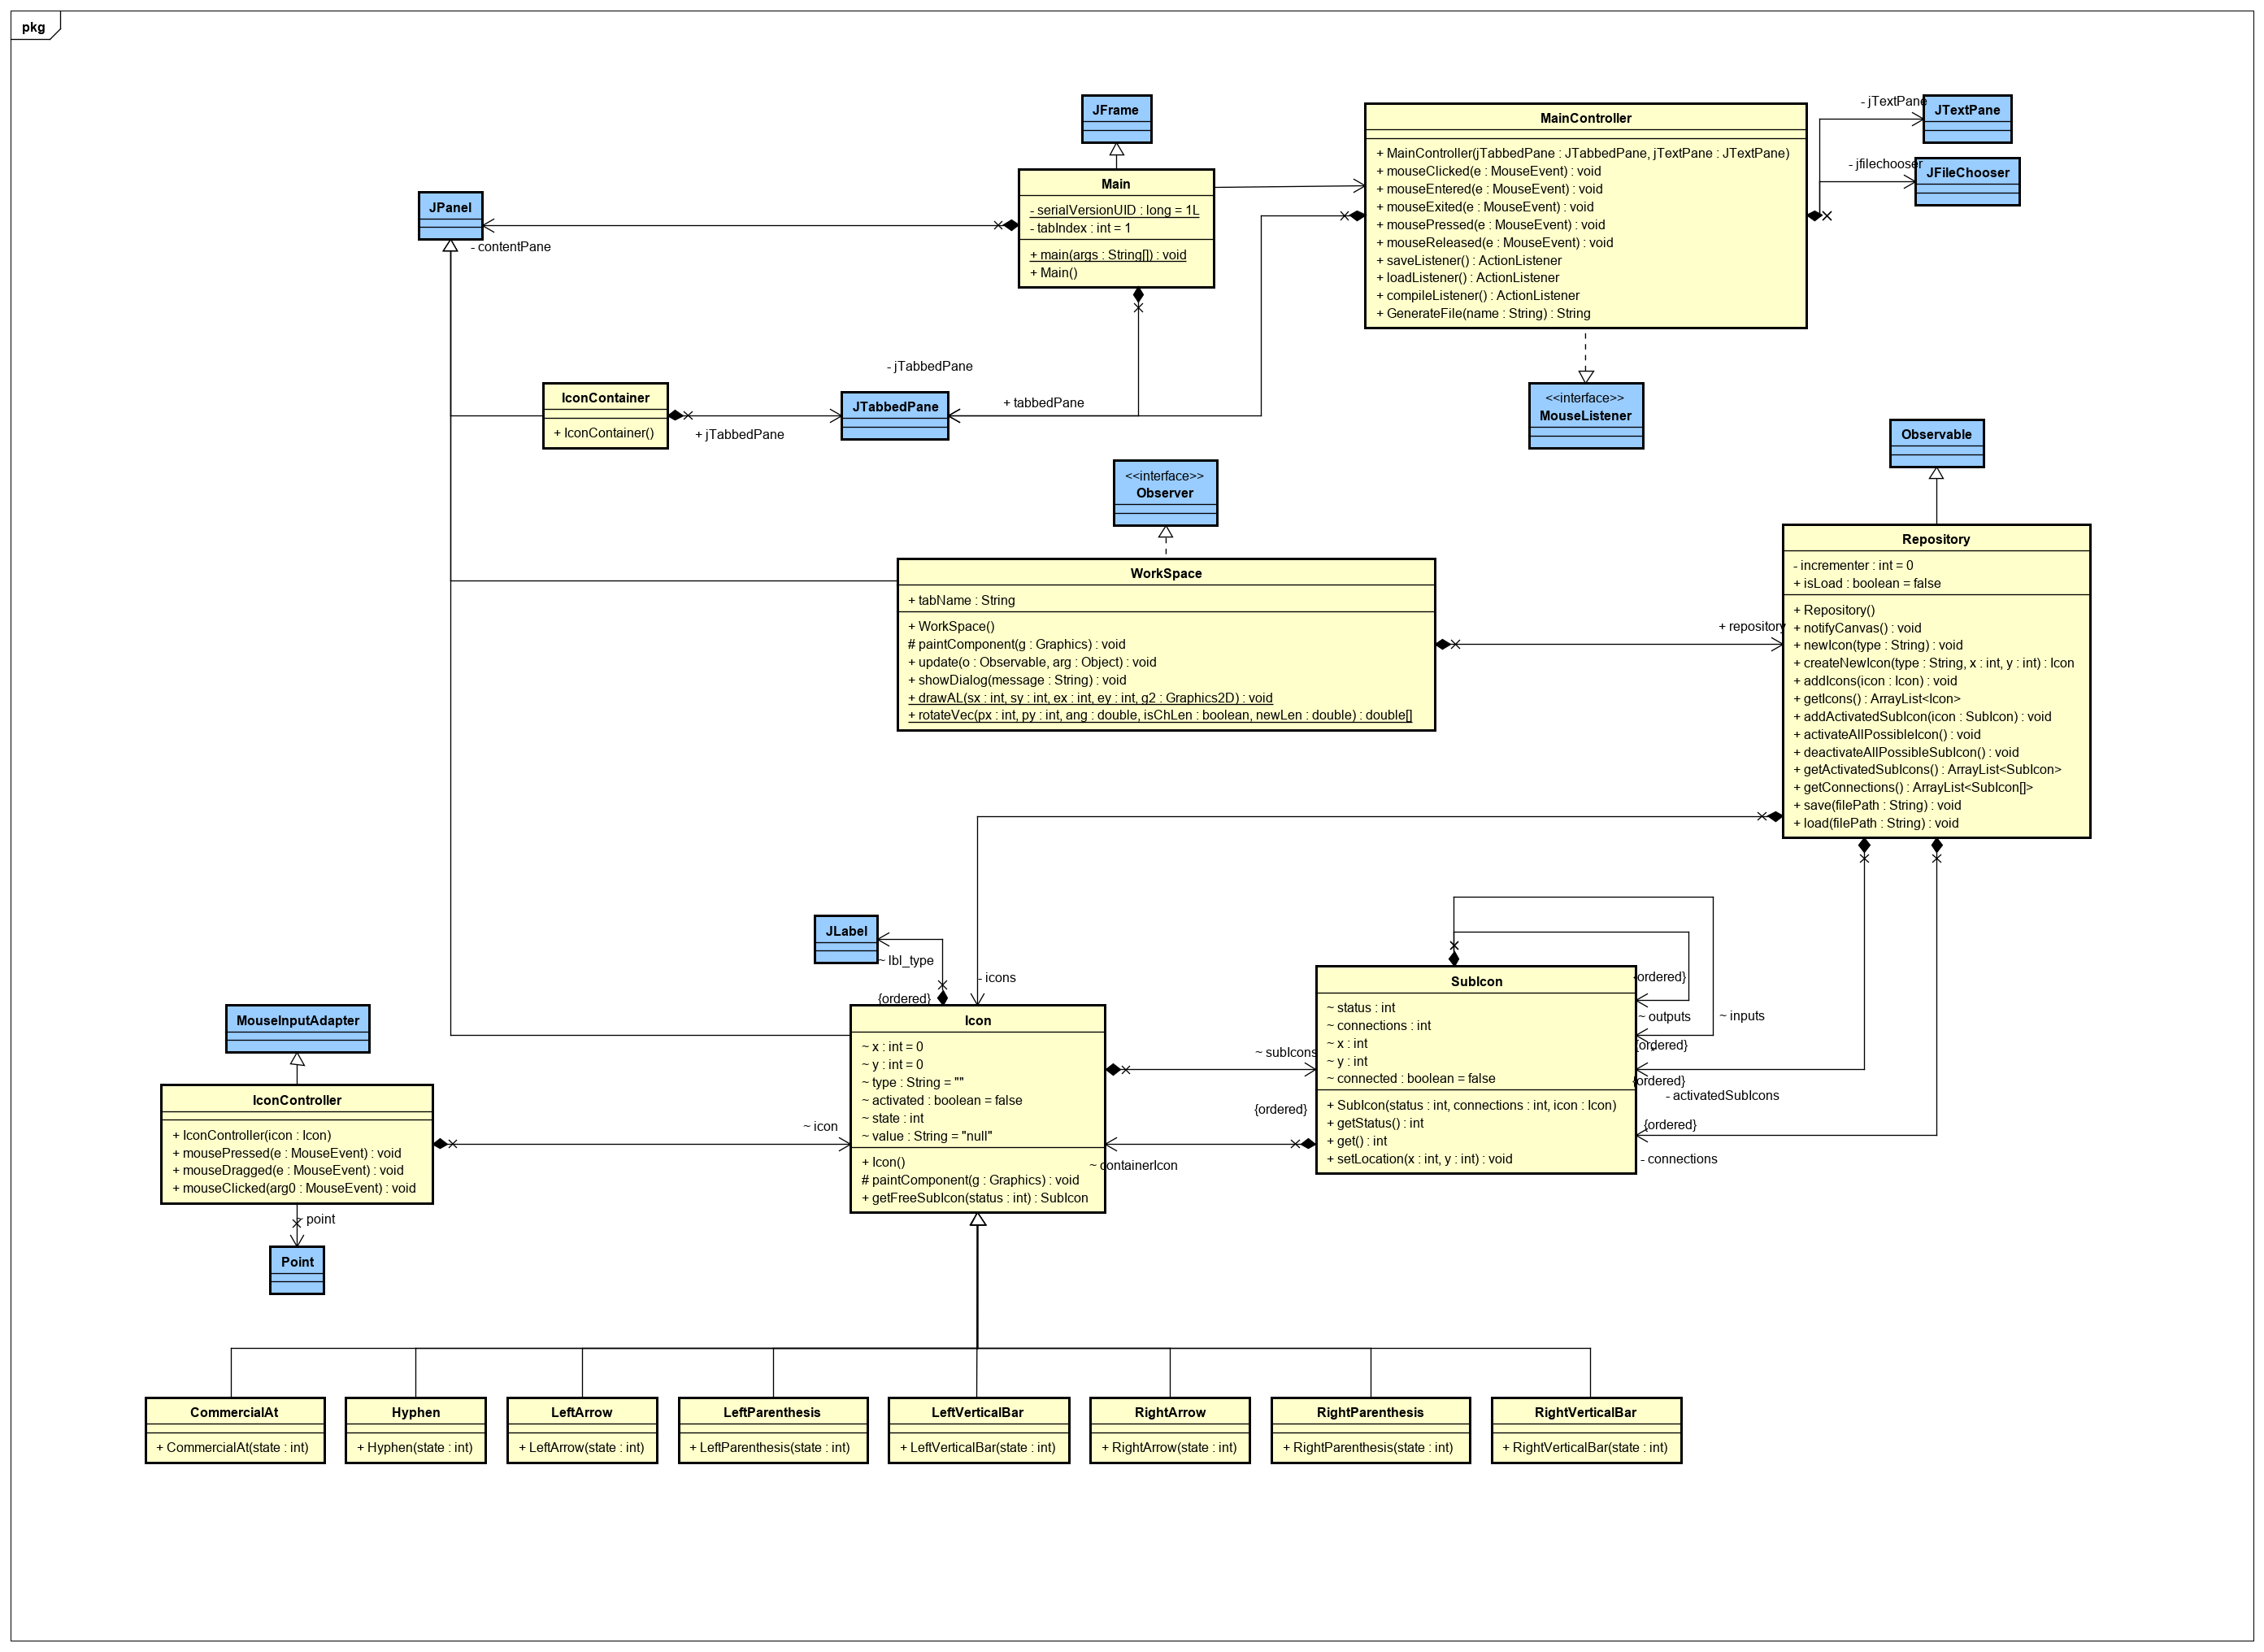 pkg
JFrame
MainController
+ MainController(jTabbedPane : JTabbedPane, jTextPane : JTextPane)
+ mouseClicked(e : MouseEvent) : void
+ mouseEntered(e : MouseEvent) : void
+ mouseExited(e : MouseEvent) : void
+ mousePressed(e : MouseEvent) : void
+ mouseReleased(e : MouseEvent) : void
+ saveListener() : ActionListener
+ loadListener() : ActionListener
+ compileListener() : ActionListener
+ GenerateFile(name : String) : String
- jTextPane
JTextPane
- jfilechooser
JFileChooser
Main
- serialVersionUID : long = 1L
- tabIndex : int = 1
+ main(args : String[]) : void
+ Main()
JPanel
- contentPane
- jTabbedPane
IconContainer
+ IconContainer()
+ jTabbedPane
JTabbedPane
+ tabbedPane
<<interface>>
MouseListener
Observable
<<interface>>
Observer
WorkSpace
+ tabName : String
+ WorkSpace()
# paintComponent(g : Graphics) : void
+ update(o : Observable, arg : Object) : void
+ showDialog(message : String) : void
+ drawAL(sx : int, sy : int, ex : int, ey : int, g2 : Graphics2D) : void
+ rotateVec(px : int, py : int, ang : double, isChLen : boolean, newLen : double) : double[]
+ repository
Repository
- incrementer : int = 0
+ isLoad : boolean = false
+ Repository()
+ notifyCanvas() : void
+ newIcon(type : String) : void
+ createNewIcon(type : String, x : int, y : int) : Icon
+ addIcons(icon : Icon) : void
+ getIcons() : ArrayList<Icon>
+ addActivatedSubIcon(icon : SubIcon) : void
+ activateAllPossibleIcon() : void
+ deactivateAllPossibleSubIcon() : void
+ getActivatedSubIcons() : ArrayList<SubIcon>
+ getConnections() : ArrayList<SubIcon[]>
+ save(filePath : String) : void
+ load(filePath : String) : void
JLabel
~ lbl_type
{ordered}
- icons
SubIcon
~ status : int
~ connections : int
~ x : int
~ y : int
~ connected : boolean = false
+ SubIcon(status : int, connections : int, icon : Icon)
+ getStatus() : int
+ get() : int
+ setLocation(x : int, y : int) : void
{ordered}
~ outputs
~ inputs
{ordered}
{ordered}
- activatedSubIcons
{ordered}
- connections
Icon
~ x : int = 0
~ y : int = 0
~ type : String = ""
~ activated : boolean = false
~ state : int
~ value : String = "null"
+ Icon()
# paintComponent(g : Graphics) : void
+ getFreeSubIcon(status : int) : SubIcon
~ subIcons
{ordered}
~ containerIcon
MouseInputAdapter
IconController
+ IconController(icon : Icon)
+ mousePressed(e : MouseEvent) : void
+ mouseDragged(e : MouseEvent) : void
+ mouseClicked(arg0 : MouseEvent) : void
~ icon
~ point
Point
CommercialAt
+ CommercialAt(state : int)
Hyphen
+ Hyphen(state : int)
LeftArrow
+ LeftArrow(state : int)
LeftParenthesis
+ LeftParenthesis(state : int)
LeftVerticalBar
+ LeftVerticalBar(state : int)
RightArrow
+ RightArrow(state : int)
RightParenthesis
+ RightParenthesis(state : int)
RightVerticalBar
+ RightVerticalBar(state : int)